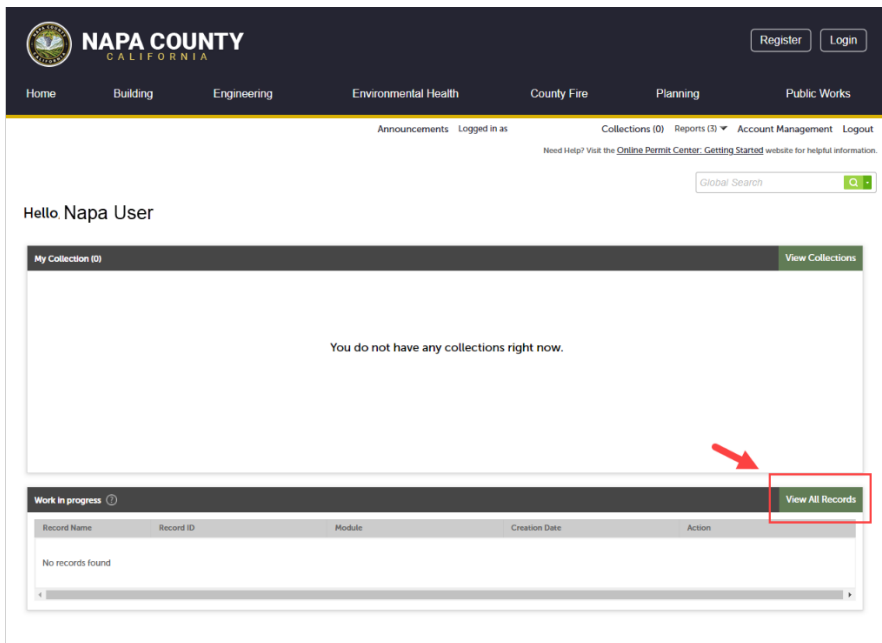 NAPA COUNTY
CALIFORNIA
Register Login
Home Building Engineering Environmental Health County Fire Planning Public Works
Announcements Logged in as Collections (0) Reports (3) Account Management Logout
Need Help? Visit the Online Permit Center: Getting Started website for helpful information.
Global Search
Hello, Napa User
My Collection (0) View Collections
You do not have any collections right now.
Work in progress ? View All Records
Record Name Record ID Module Creation Date Action
No records found